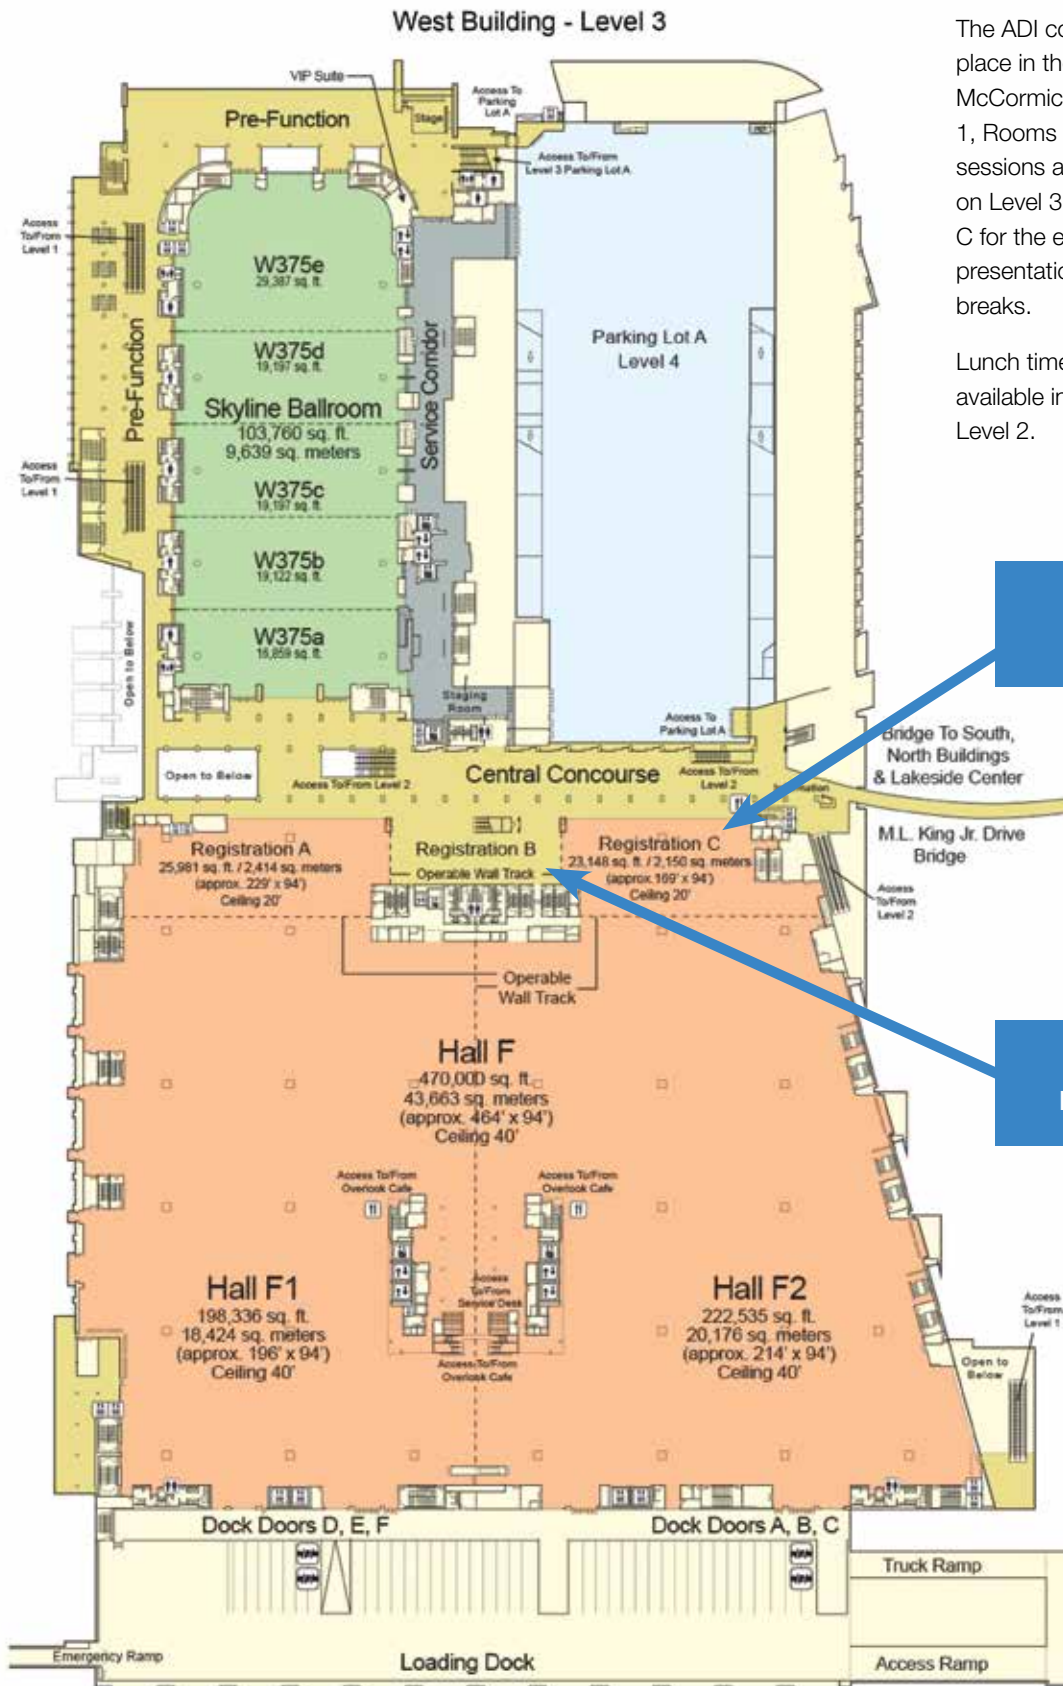 West Building - Level 3
The ADI co
place in th
McCormic
1, Rooms
sessions a
on Level 3
C for the e
presentatio
breaks.
Lunch time
available in
Level 2.
VIP Suite
Access To
Parking
Lot A
Stage
Pre-Function
Access To/From
Level 3 Parking Lot A
Access
To/From
Level 1
W375e
29,387 sq. ft.
Pre-Function
W375d
19,197 sq. ft.
Service Corridor
Parking Lot A
Level 4
Skyline Ballroom
103,760 sq. ft.
9,639 sq. meters
Access
To/From
Level 1
W375c
19,197 sq. ft.
W375b
19,122 sq. ft.
W375a
16,859 sq. ft.
Open to Below
Staging
Room
Access To
Parking Lot A
Bridge To South,
North Buildings
& Lakeside Center
Open to Below
Access To/From Level 2
Central Concourse
Access To/From
Level 2
M.L. King Jr. Drive
Bridge
Registration A
25,981 sq. ft. / 2,414 sq. meters
(approx. 229' x 94')
Ceiling 20'
Registration B
Operable Wall Track
Registration C
23,148 sq. ft. / 2,150 sq. meters
(approx. 169' x 94')
Ceiling 20'
Access
To/From
Level 2
Operable
Wall Track
Hall F
470,000 sq. ft.
43,663 sq. meters
(approx. 464' x 94')
Ceiling 40'
Access To/From
Overlook Cafe
Access To/From
Overlook Cafe
Hall F1
198,336 sq. ft.
18,424 sq. meters
(approx. 196' x 94')
Ceiling 40'
Access
To/From
Service Desk
Access To/From
Overlook Cafe
Hall F2
222,535 sq. ft.
20,176 sq. meters
(approx. 214' x 94')
Ceiling 40'
Access
To/From
Level 1
Open to
Below
Dock Doors D, E, F
Dock Doors A, B, C
Truck Ramp
Emergency Ramp
Loading Dock
Access Ramp